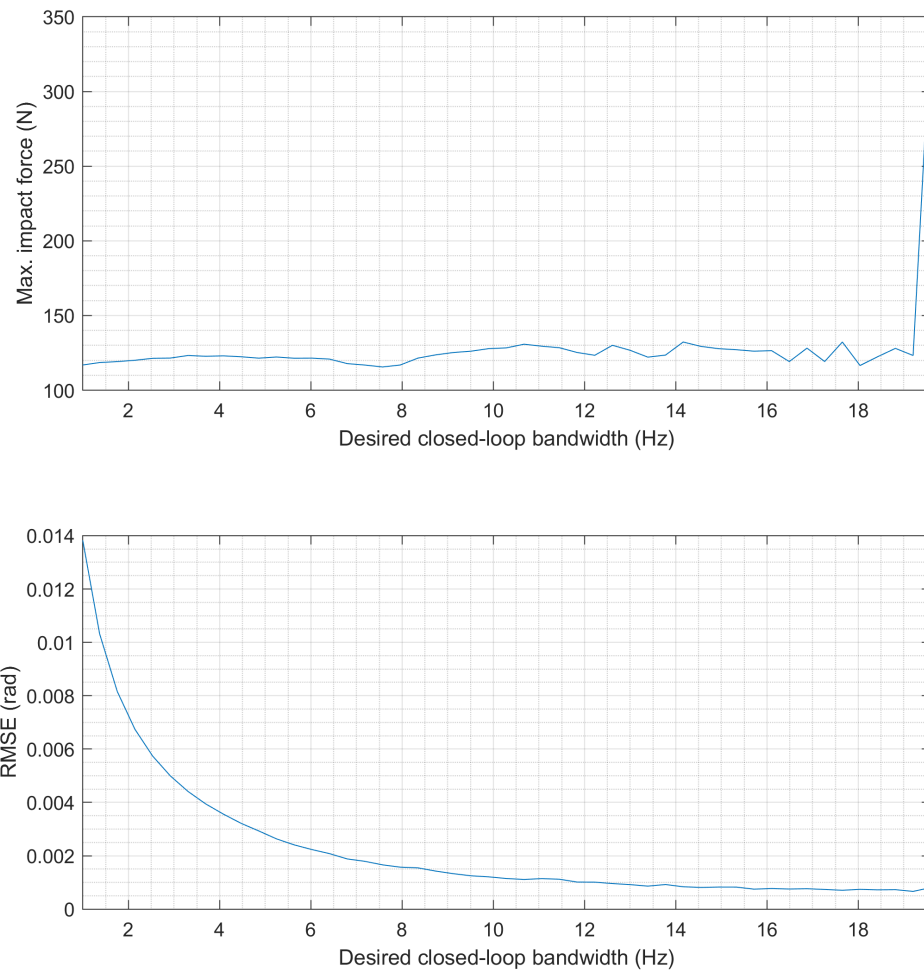 350
300
250
200
150
100
Max. impact force (N)
2 4 6 8 10 12 14 16 18
Desired closed-loop bandwidth (Hz)
0.014
0.012
0.01
0.008
0.006
0.004
0.002
0
RMSE (rad)
2 4 6 8 10 12 14 16 18
Desired closed-loop bandwidth (Hz)